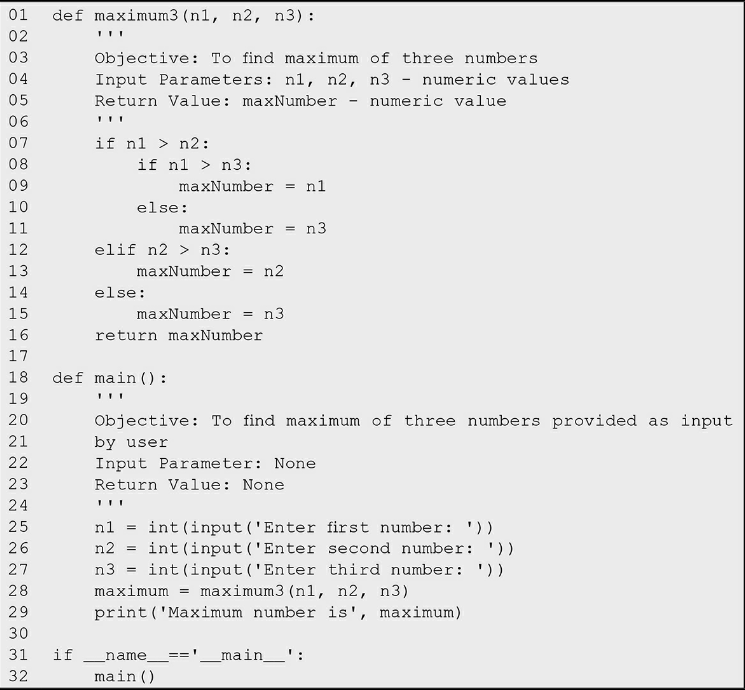 01  def maximum3(n1, n2, n3):
02      '''
03      Objective: To find maximum of three numbers
04      Input Parameters: n1, n2, n3 - numeric values
05      Return Value: maxNumber - numeric value
06      '''
07      if n1 > n2:
08          if n1 > n3:
09              maxNumber = n1
10          else:
11              maxNumber = n3
12      elif n2 > n3:
13          maxNumber = n2
14      else:
15          maxNumber = n3
16      return maxNumber
17
18  def main():
19      '''
20      Objective: To find maximum of three numbers provided as input
21      by user
22      Input Parameter: None
23      Return Value: None
24      '''
25      n1 = int(input('Enter first number: '))
26      n2 = int(input('Enter second number: '))
27      n3 = int(input('Enter third number: '))
28      maximum = maximum3(n1, n2, n3)
29      print('Maximum number is', maximum)
30
31  if __name__=='__main__':
32      main()